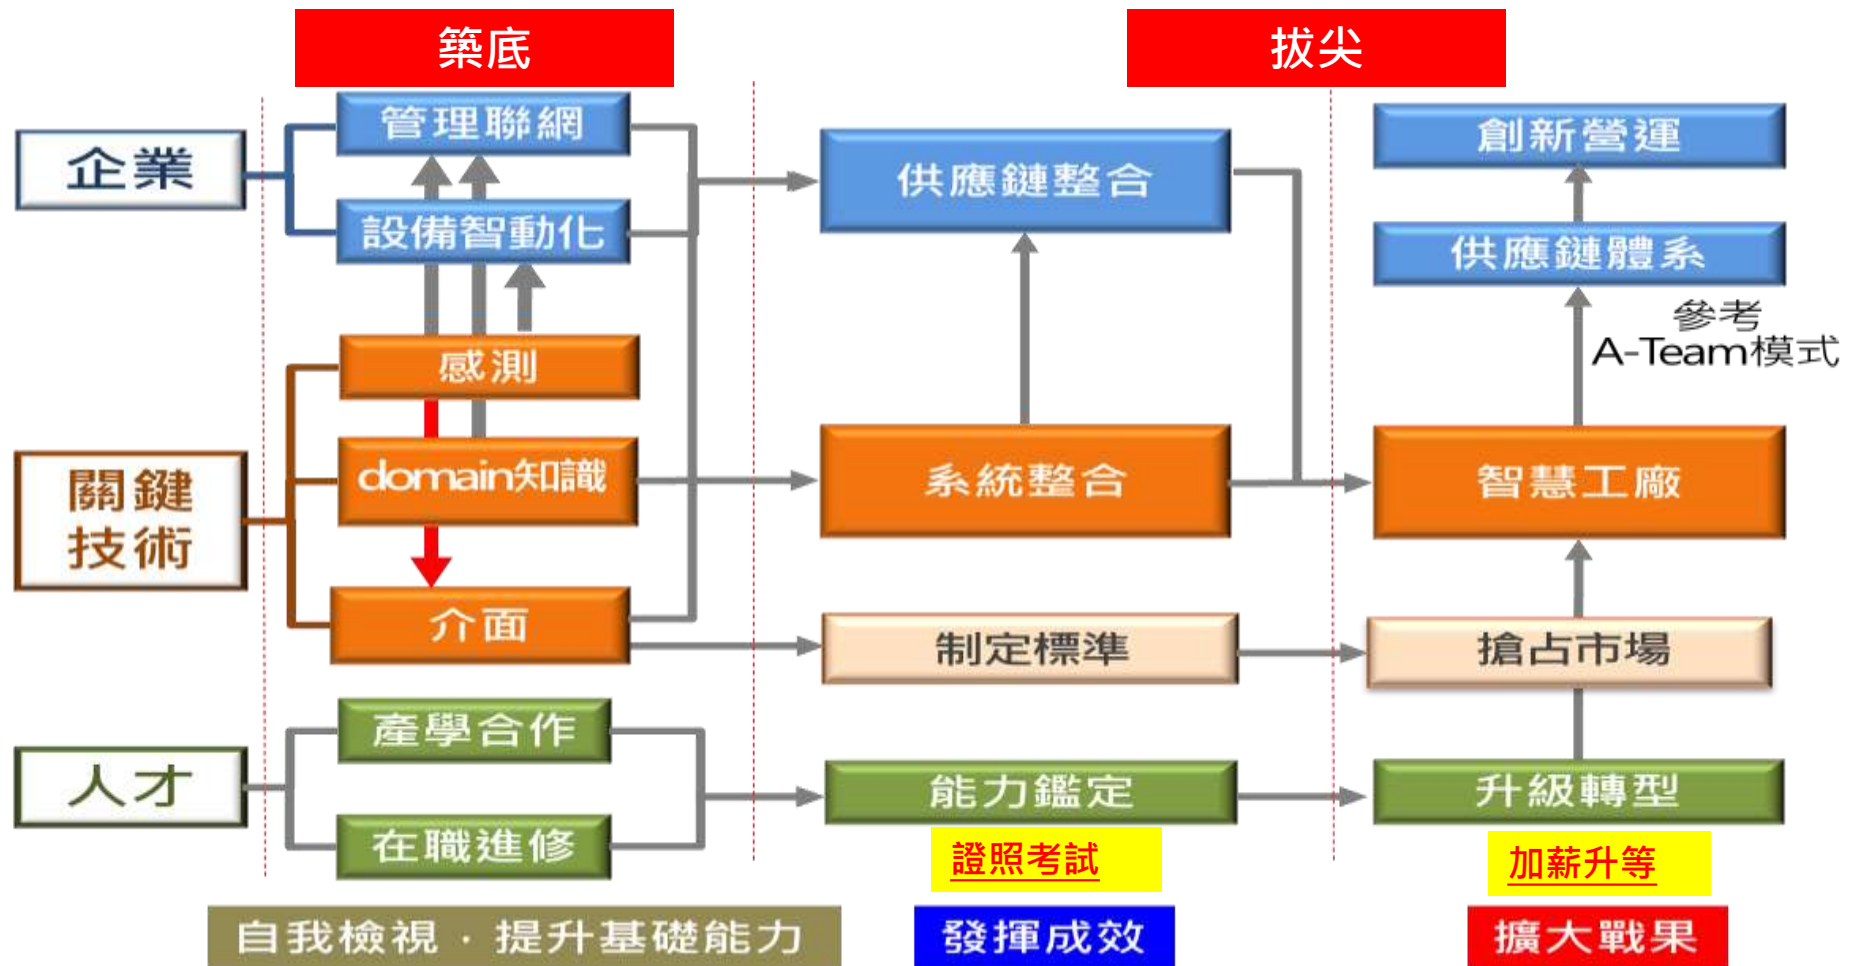 築底
拔尖
企業
管理聯網
設備智動化
供應鏈整合
創新營運
供應鏈體系
參考
A-Team模式
關鍵
技術
感測
domain知識
介面
系統整合
智慧工廠
制定標準
搶占市場
人才
產學合作
在職進修
能力鑑定
升級轉型
證照考試
加薪升等
自我檢視．提升基礎能力
發揮成效
擴大戰果